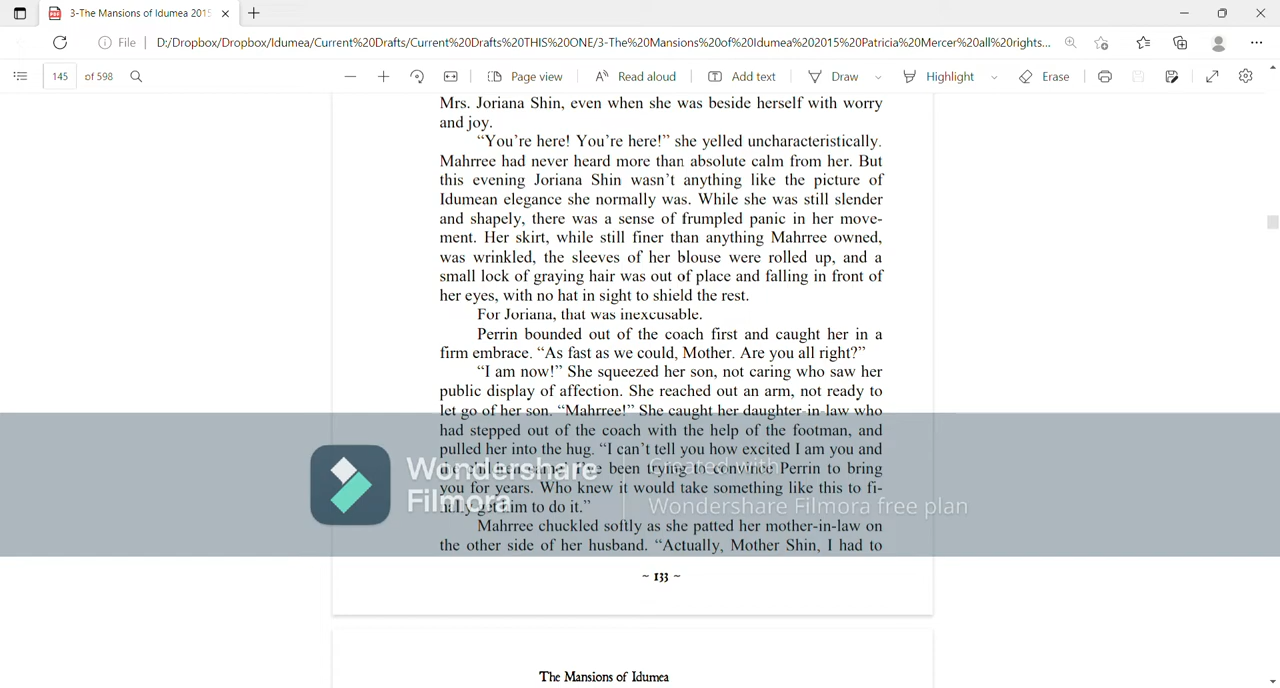 3-The Mansions of Idumea 2015
File
D:/Dropbox/Dropbox/Idumea/Current%20Drafts/Current%20Drafts%20THIS%20ONE/3-The%20Mansions%20of%20Idumea%202015%20Patricia%20Mercer%20all%20rights...
145 of 598
Page view
Read aloud
Add text
Draw
Highlight
Erase
Mrs. Joriana Shin, even when she was beside herself with worry
and joy.
“You’re here! You’re here!” she yelled uncharacteristically.
Mahrree had never heard more than absolute calm from her. But
this evening Joriana Shin wasn’t anything like the picture of
Idumean elegance she normally was. While she was still slender
and shapely, there was a sense of frumpled panic in her move-
ment. Her skirt, while still finer than anything Mahrree owned,
was wrinkled, the sleeves of her blouse were rolled up, and a
small lock of graying hair was out of place and falling in front of
her eyes, with no hat in sight to shield the rest.
For Joriana, that was inexcusable.
Perrin bounded out of the coach first and caught her in a
firm embrace. “As fast as we could, Mother. Are you all right?”
“I am now!” She squeezed her son, not caring who saw her
public display of affection. She reached out an arm, not ready to
let go of her son. “Mahrree!” She caught her daughter-in-law who
had stepped out of the coach with the help of the footman, and
pulled her into the hug. “I can’t tell you how excited I am you and
been trying to convince Perrin to bring
you for years. Who knew it would take something like this to fi-
him to do it.”
Wondershare
Filmora
Created with
Wondershare Filmora free plan
Mahrree chuckled softly as she patted her mother-in-law on
the other side of her husband. “Actually, Mother Shin, I had to
~ 133 ~
The Mansions of Idumea